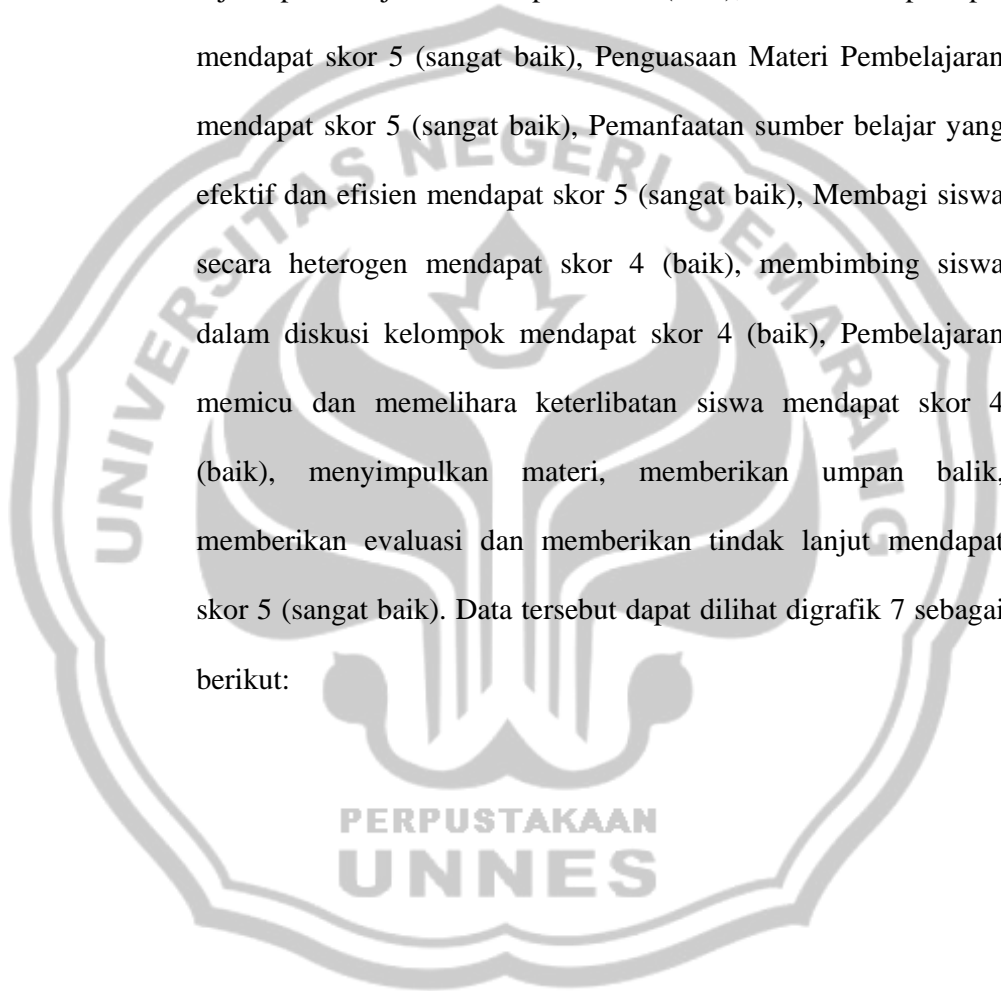 mendapat skor 5 (sangat baik), Penguasaan Materi Pembelajaran
mendapat skor 5 (sangat baik), Pemanfaatan sumber belajar yang
efektif dan efisien mendapat skor 5 (sangat baik), Membagi siswa
secara heterogen mendapat skor 4 (baik), membimbing siswa
dalam diskusi kelompok mendapat skor 4 (baik), Pembelajaran
memicu dan memelihara keterlibatan siswa mendapat skor 4
(baik), menyimpulkan materi, memberikan umpan balik,
memberikan evaluasi dan memberikan tindak lanjut mendapat
skor 5 (sangat baik). Data tersebut dapat dilihat digrafik 7 sebagai
berikut:
UNIVERSITAS NEGERI SEMARANG
PERPUSTAKAAN
UNNES